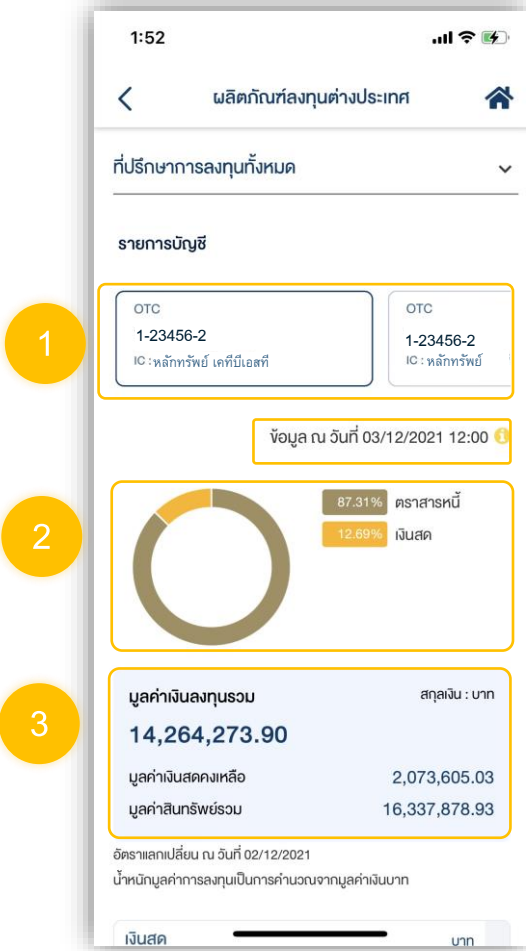 1:52
ผลิตภัณฑ์ลงทุนต่างประเทศ
ที่ปรึกษาการลงทุนทั้งหมด
รายการบัญชี
1
OTC
1-23456-2
IC : หลักทรัพย์ เคทีบีเอสที
OTC
1-23456-2
IC : หลักทรัพย์
ข้อมูล ณ วันที่ 03/12/2021 12:00
2
87.31% ตราสารหนี้
12.69% เงินสด
3
มูลค่าเงินลงทุนรวม สกุลเงิน : บาท
14,264,273.90
มูลค่าเงินสดคงเหลือ 2,073,605.03
มูลค่าสินทรัพย์รวม 16,337,878.93
อัตราแลกเปลี่ยน ณ วันที่ 02/12/2021
น้ำหนักมูลค่าการลงทุนเป็นการคำนวณจากมูลค่าเงินบาท
เงินสด บาท